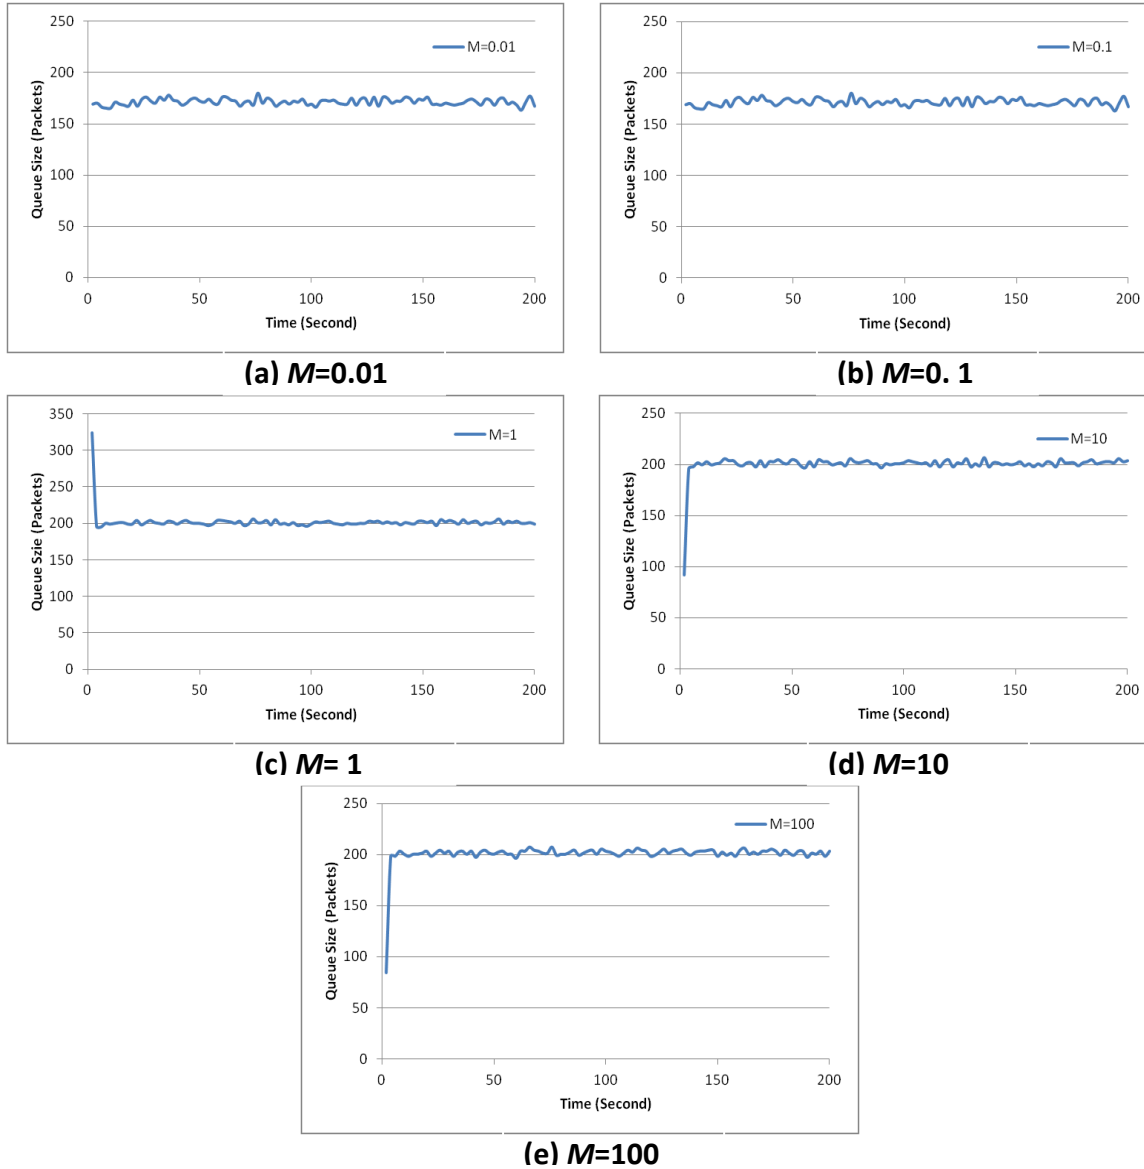 250
200
150
100
50
0
Queue Size (Packets)
M=0.01
0 50 100 150 200
Time (Second)
(a) M=0.01
250
200
150
100
50
0
Queue Size (Packets)
M=0.1
0 50 100 150 200
Time (Second)
(b) M=0. 1
350
300
250
200
150
100
50
0
Queue Szie (Packets)
M=1
0 50 100 150 200
Time (Second)
(c) M= 1
250
200
150
100
50
0
Queue Size (Packets)
M=10
0 50 100 150 200
Time (Second)
(d) M=10
250
200
150
100
50
0
Queue Size (Packets)
M=100
0 50 100 150 200
Time (Second)
(e) M=100